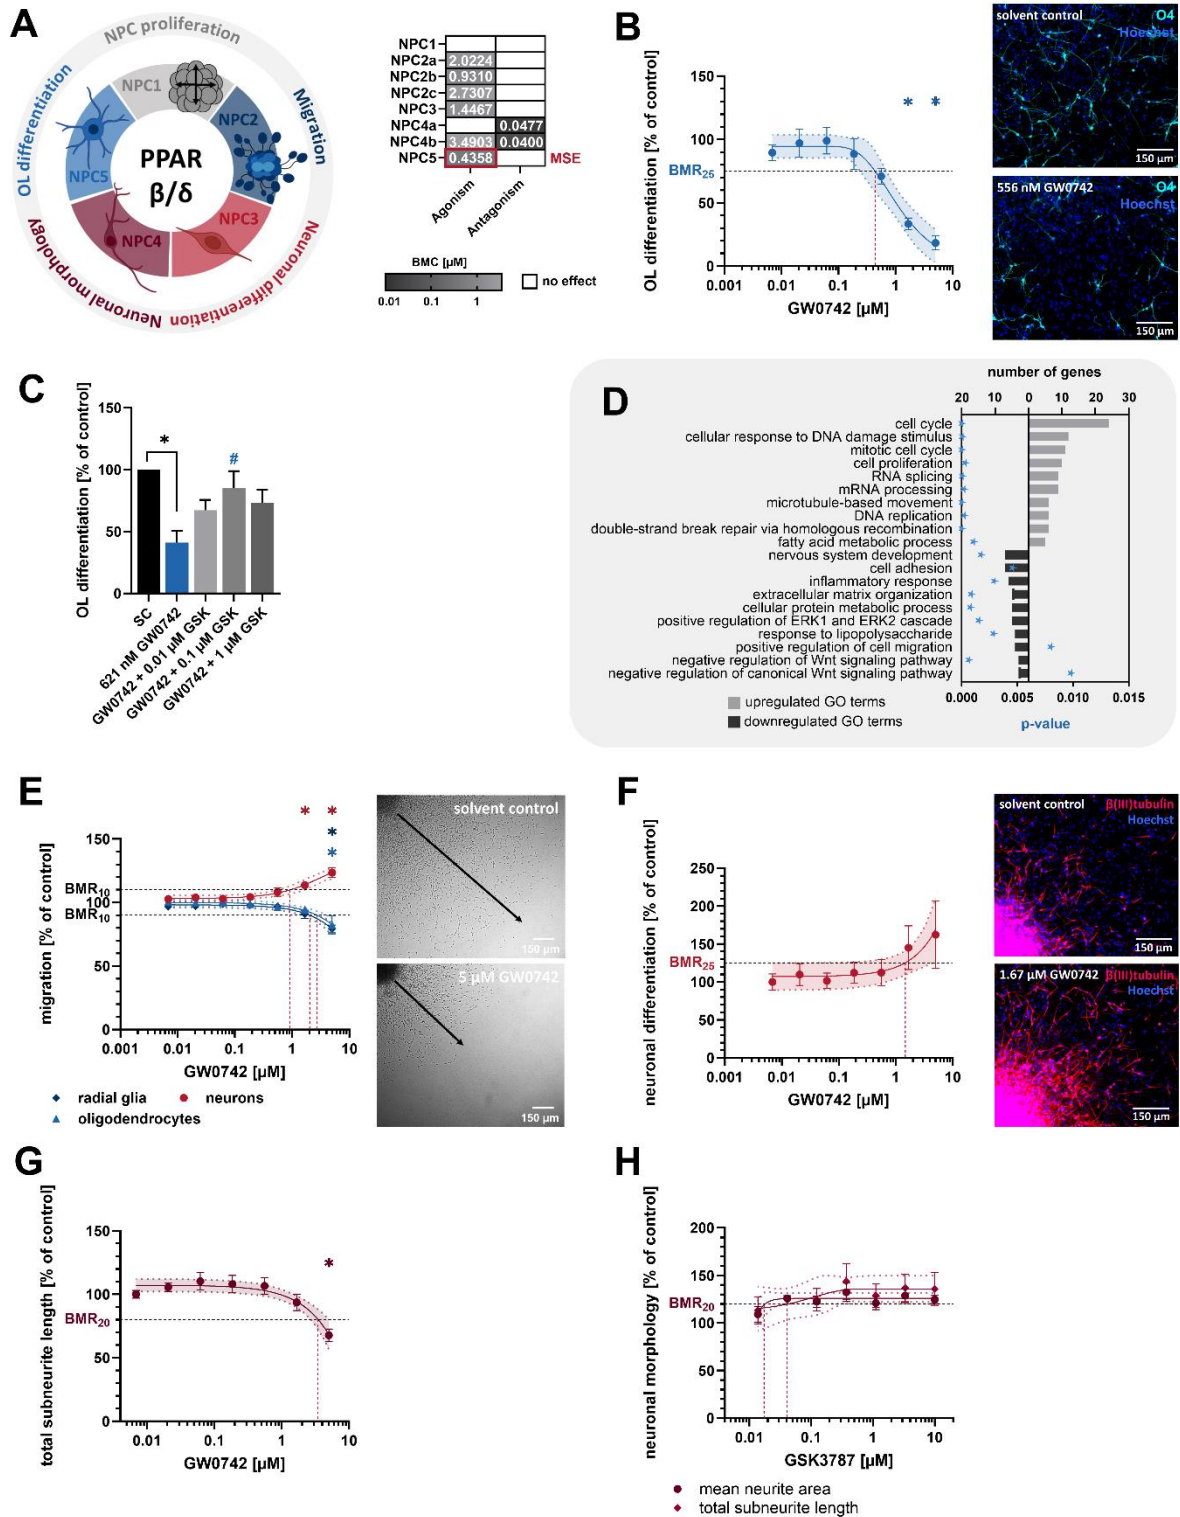 A
NPC proliferation
OL differentiation
Migration
Neuronal morphology
Neuronal differentiation
NPC1
NPC2
NPC3
NPC4
NPC5
PPAR
β/δ
NPC1
NPC2a 2.0224
NPC2b 0.9310
NPC2c 2.7307
NPC3 1.4467
NPC4a 0.0477
NPC4b 3.4903 0.0400
NPC5 0.4358 MSE
Agonism
Antagonism
BMC [µM]
0.01 0.1 1
no effect
B
OL differentiation [% of control]
150
100
BMR25
50
0
0.001 0.01 0.1 1 10
GW0742 [µM]
* *
solvent control O4
Hoechst
150 µm
556 nM GW0742 O4
Hoechst
150 µm
C
OL differentiation [% of control]
150
100
50
0
*
#
SC
621 nM GW0742
GW0742 + 0.01 µM GSK
GW0742 + 0.1 µM GSK
GW0742 + 1 µM GSK
D
number of genes
20 10 0 10 20 30
cell cycle
cellular response to DNA damage stimulus
mitotic cell cycle
cell proliferation
RNA splicing
mRNA processing
microtubule-based movement
DNA replication
double-strand break repair via homologous recombination
fatty acid metabolic process
nervous system development
cell adhesion
inflammatory response
extracellular matrix organization
cellular protein metabolic process
positive regulation of ERK1 and ERK2 cascade
response to lipopolysaccharide
positive regulation of cell migration
negative regulation of Wnt signaling pathway
negative regulation of canonical Wnt signaling pathway
0.000 0.005 0.010 0.015
p-value
upregulated GO terms
downregulated GO terms
E
migration [% of control]
150
BMR10
100
BMR10
50
0
0.001 0.01 0.1 1 10
GW0742 [µM]
* *
*
*
radial glia
neurons
oligodendrocytes
solvent control
150 µm
5 µM GW0742
150 µm
F
neuronal differentiation [% of control]
250
200
150
BMR25
100
50
0
0.001 0.01 0.1 1 10
GW0742 [µM]
solvent control β(III)tubulin
Hoechst
150 µm
1.67 µM GW0742 β(III)tubulin
Hoechst
150 µm
G
total subneurite length [% of control]
150
100
BMR20
50
0
0.01 0.1 1 10
GW0742 [µM]
*
H
neuronal morphology [% of control]
200
150
BMR20
100
50
0
0.01 0.1 1 10
GSK3787 [µM]
mean neurite area
total subneurite length